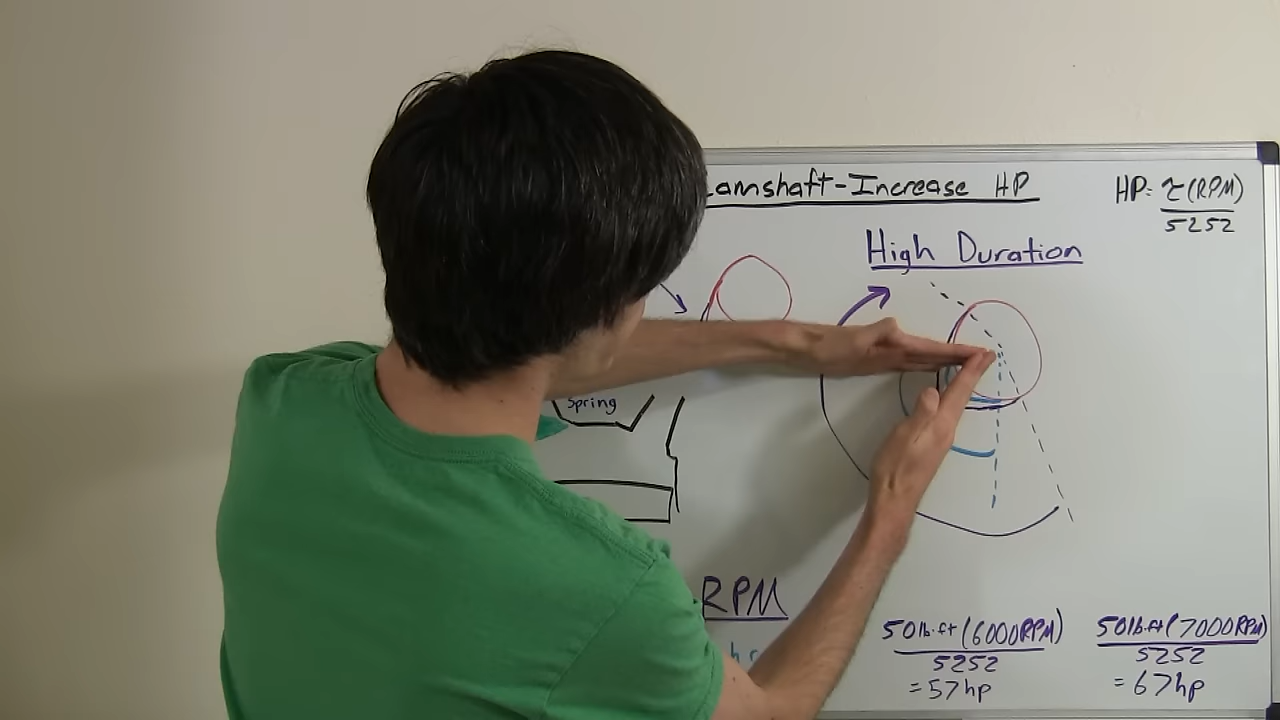 Camshaft-Increase HP
HP= τ(RPM)
5252
High Duration
Spring
RPM
50lb·ft(6000RPM)
5252
=57hp
50lb·ft(7000RPM)
5252
=67hp